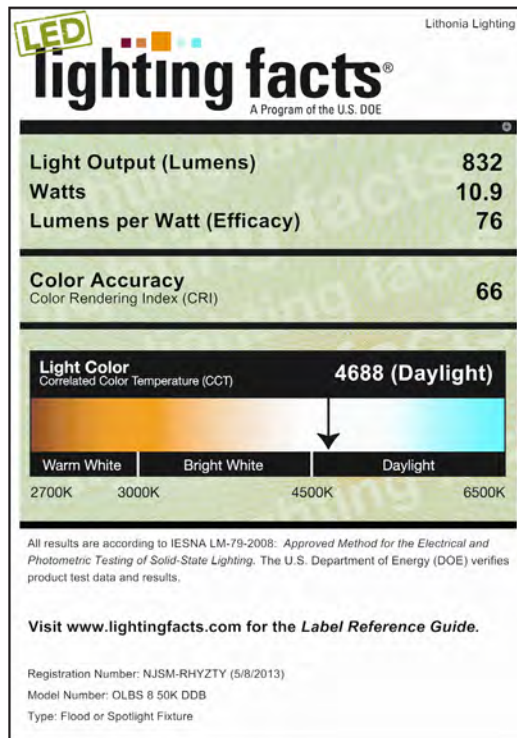 Lithonia Lighting
LED
lighting facts®
A Program of the U.S. DOE
Light Output (Lumens) 832
Watts 10.9
Lumens per Watt (Efficacy) 76
Color Accuracy
Color Rendering Index (CRI) 66
Light Color
Correlated Color Temperature (CCT) 4688 (Daylight)
Warm White Bright White Daylight
2700K 3000K 4500K 6500K
All results are according to IESNA LM-79-2008: Approved Method for the Electrical and
Photometric Testing of Solid-State Lighting. The U.S. Department of Energy (DOE) verifies
product test data and results.
Visit www.lightingfacts.com for the Label Reference Guide.
Registration Number: NJSM-RHYZTY (5/8/2013)
Model Number: OLBS 8 50K DDB
Type: Flood or Spotlight Fixture